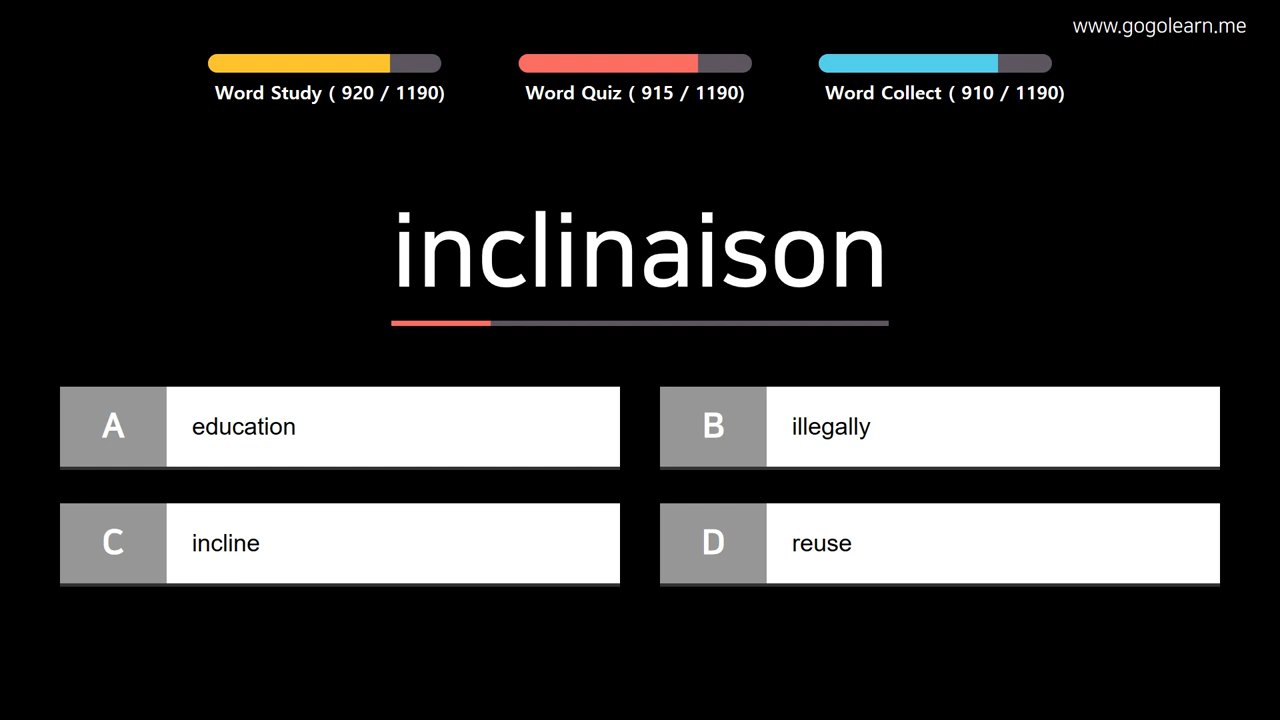 www.gogolearn.me
Word Study ( 920 / 1190)
Word Quiz ( 915 / 1190)
Word Collect ( 910 / 1190)
inclinaison
A education
B illegally
C incline
D reuse